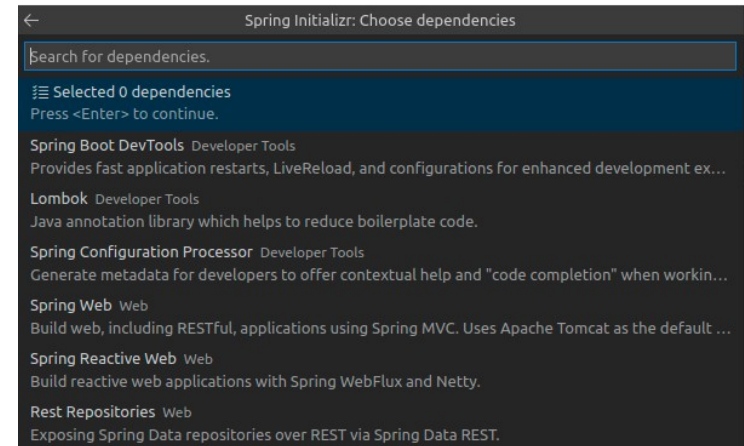 Spring Initializr: Choose dependencies
Search for dependencies.
Selected 0 dependencies
Press <Enter> to continue.
Spring Boot DevTools Developer Tools
Provides fast application restarts, LiveReload, and configurations for enhanced development ex...
Lombok Developer Tools
Java annotation library which helps to reduce boilerplate code.
Spring Configuration Processor Developer Tools
Generate metadata for developers to offer contextual help and "code completion" when workin...
Spring Web Web
Build web, including RESTful, applications using Spring MVC. Uses Apache Tomcat as the default ...
Spring Reactive Web Web
Build reactive web applications with Spring WebFlux and Netty.
Rest Repositories Web
Exposing Spring Data repositories over REST via Spring Data REST.